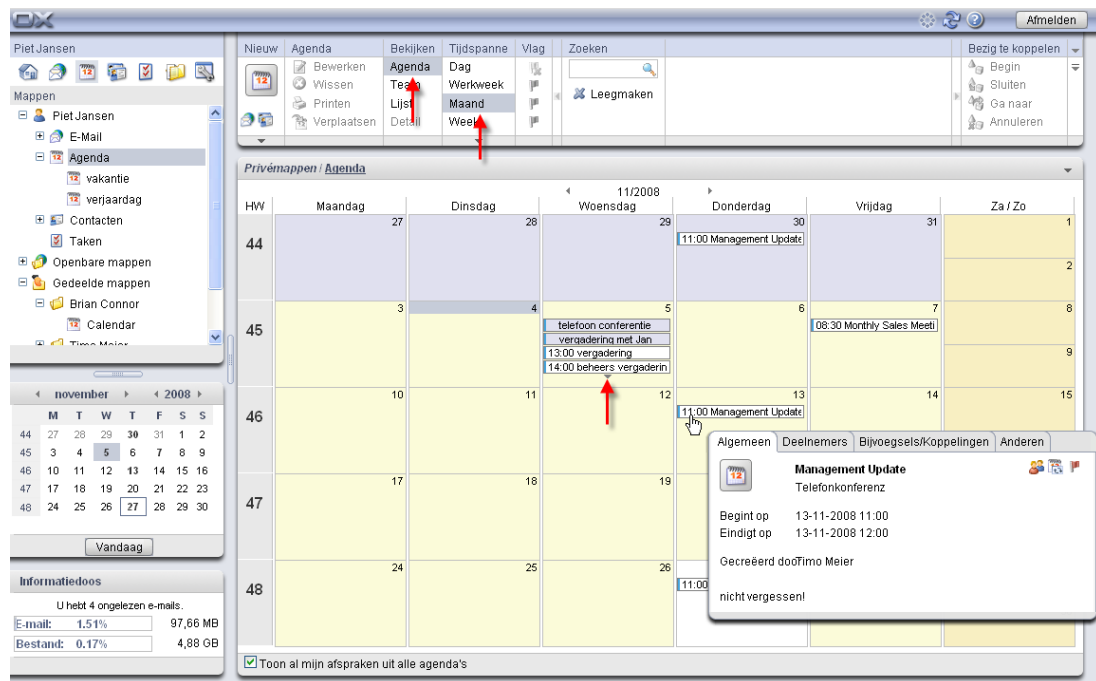 OX
Afmelden
Piet Jansen
Mappen
Piet Jansen
E-Mail
Agenda
vakantie
verjaardag
Contacten
Taken
Openbare mappen
Gedeelde mappen
Brian Connor
Calendar
Timo Meier
november 2008
M T W T F S S
44 27 28 29 30 31 1 2
45 3 4 5 6 7 8 9
46 10 11 12 13 14 15 16
47 17 18 19 20 21 22 23
48 24 25 26 27 28 29 30
Vandaag
Informatiedoos
U hebt 4 ongelezen e-mails.
E-mail: 1.51% 97,66 MB
Bestand: 0.17% 4,88 GB
Nieuw Agenda Bekijken Tijdspanne Vlag Zoeken Bezig te koppelen
Bewerken Agenda Dag Begin
Wissen Team Werkweek Sluiten
Printen Lijst Maand Leegmaken Ga naar
Verplaatsen Detail Week Annuleren
Privémappen / Agenda
11/2008
HW Maandag Dinsdag Woensdag Donderdag Vrijdag Za / Zo
27 28 29 30 31 1
44 11:00 Management Update
2
3 4 5 6 7 8
45 telefoon conferentie 08:30 Monthly Sales Meeti
vergadering met Jan
13:00 vergadering
14:00 beheers vergaderin
9
10 11 12 13 14 15
46 11:00 Management Update
17 18 19
47
24 25 26
48 11:00
Algemeen Deelnemers Bijvoegsels/Koppelingen Anderen
Management Update
Telefonkonferenz
Begint op 13-11-2008 11:00
Eindigt op 13-11-2008 12:00
Gecreëerd doo Timo Meier
niet vergessen!
Toon al mijn afspraken uit alle agenda's